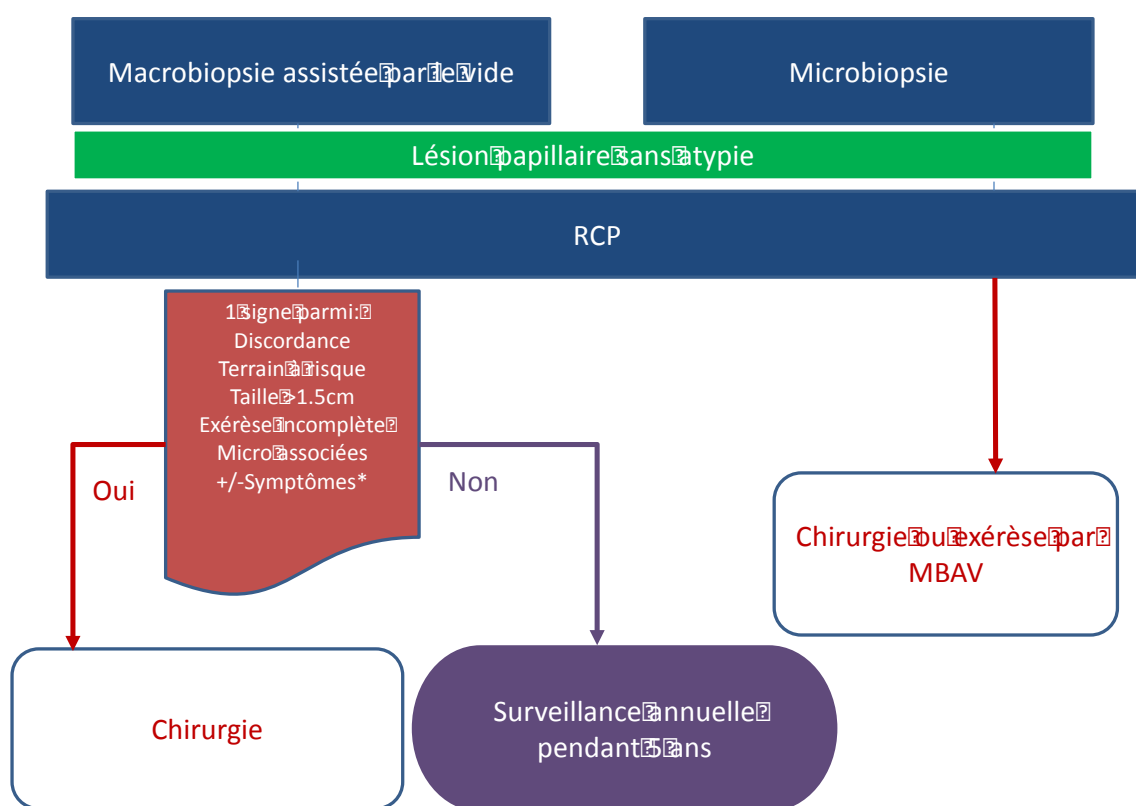 Macrobiopsie assistée par le vide
Microbiopsie
Lésion papillaire sans atypie
RCP
1 signe parmi:
Discordance
Terrain à risque
Taille >1.5cm
Exérèse incomplète
Micro associées
+/-Symptômes*
Oui
Non
Chirurgie ou exérèse par
MBAV
Chirurgie
Surveillance annuelle
pendant 5 ans